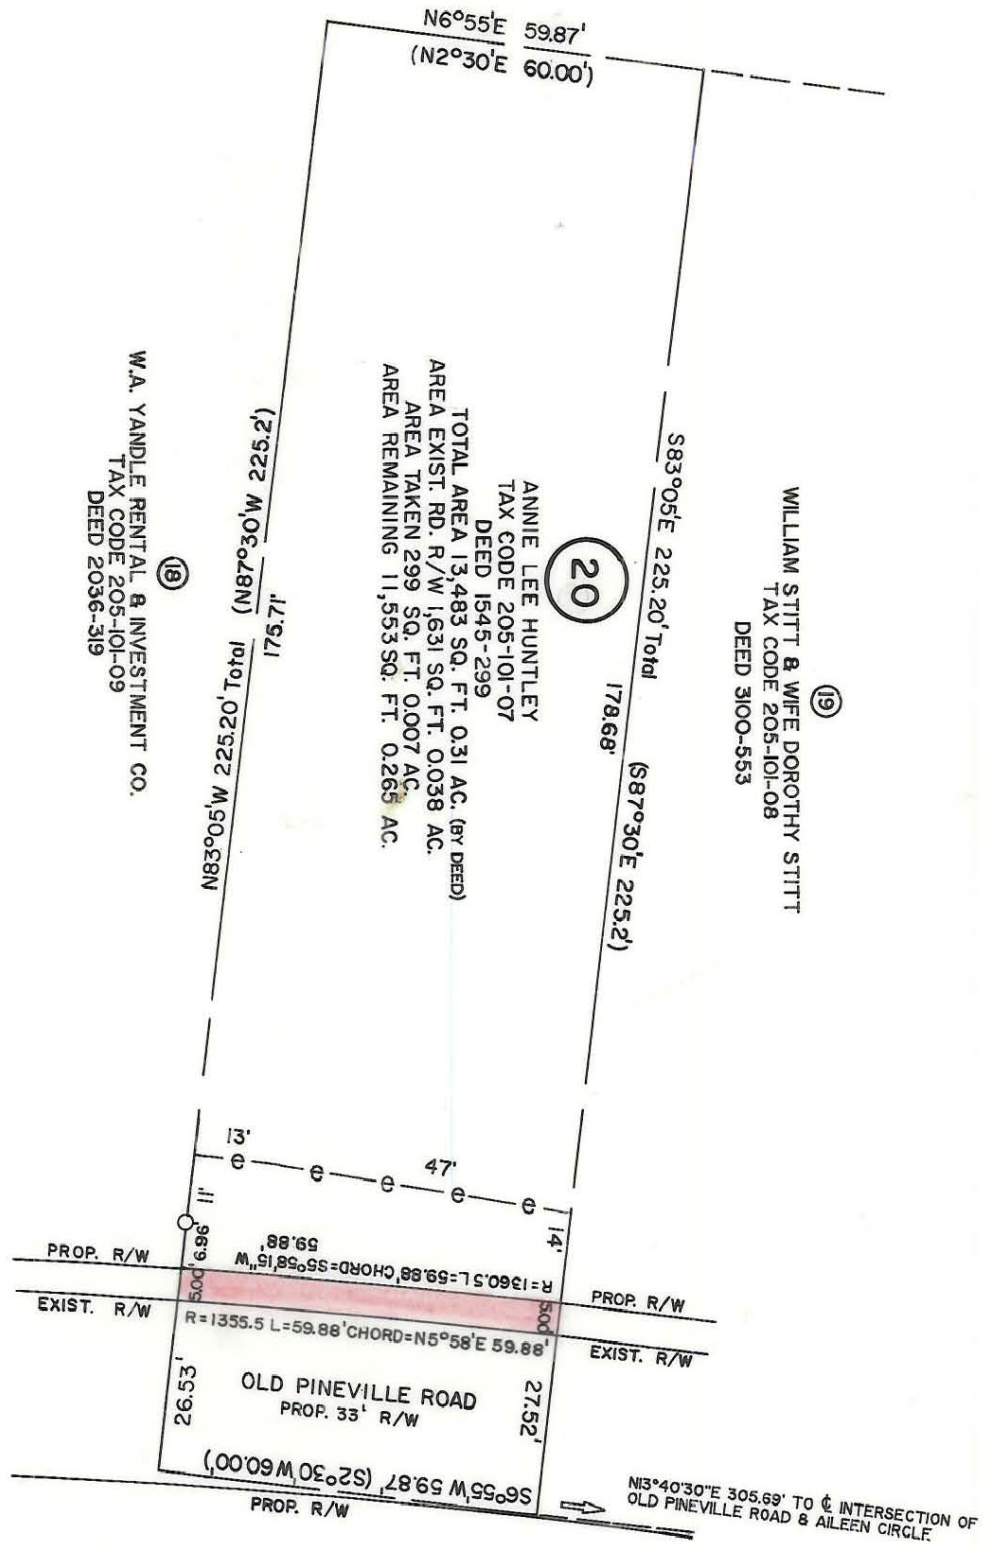 N6°55'E 59.87'
(N2°30'E 60.00')
S83°05'E 225.20' Total (S87°30'E 225.2')
178.68'
19
WILLIAM STITT & WIFE DOROTHY STITT
TAX CODE 205-101-08
DEED 3100-553
20
ANNIE LEE HUNTLEY
TAX CODE 205-101-07
DEED 1545-299
TOTAL AREA 13,483 SQ. FT. 0.31 AC. (BY DEED)
AREA EXIST. RD. R/W 1,631 SQ. FT. 0.038 AC.
AREA TAKEN 299 SQ. FT. 0.007 AC.
AREA REMAINING 11,553 SQ. FT. 0.265 AC.
N83°05'W 225.20' Total (N87°30'W 225.2')
175.71'
18
W.A. YANDLE RENTAL & INVESTMENT CO.
TAX CODE 205-101-09
DEED 2036-319
13'
47'
11'
14'
6.96'
5.00'
5.00'
R=1360.5 L=59.88' CHORD=S5°58'15"W
59.88'
PROP. R/W
PROP. R/W
EXIST. R/W
EXIST. R/W
R=1355.5 L=59.88' CHORD=N5°58'E 59.88'
26.53'
27.52'
OLD PINEVILLE ROAD
PROP. 33' R/W
S6°55'W 59.87' (S2°30'W 60.00')
PROP. R/W
N13°40'30"E 305.69' TO ℄ INTERSECTION OF
OLD PINEVILLE ROAD & AILEEN CIRCLE.